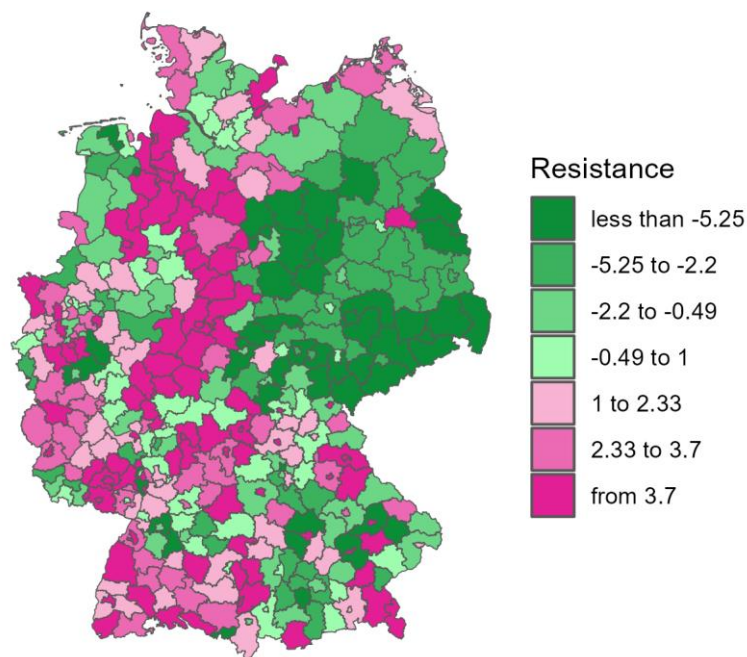 Resistance
less than -5.25
-5.25 to -2.2
-2.2 to -0.49
-0.49 to 1
1 to 2.33
2.33 to 3.7
from 3.7